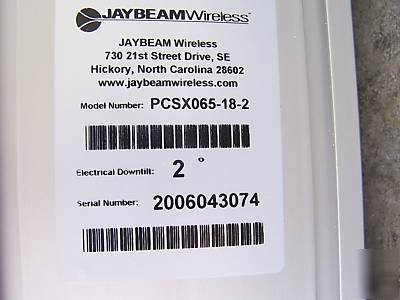 JAYBEAMWireless™
JAYBEAM Wireless
730 21st Street Drive, SE
Hickory, North Carolina 28602
www.jaybeamwireless.com
Model Number: PCSX065-18-2
Electrical Downtilt: 2 °
Serial Number: 2006043074